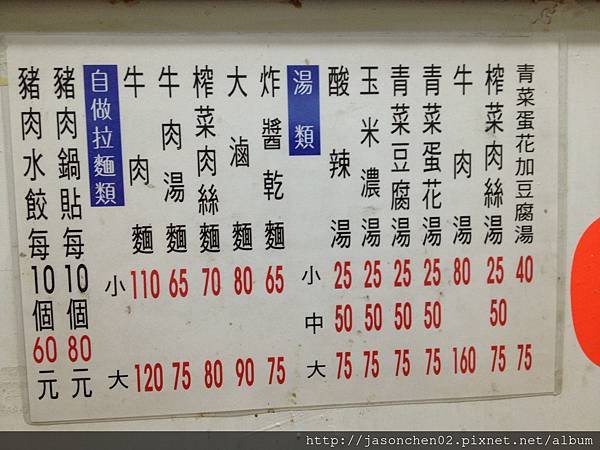 豬肉水餃每10個60元
豬肉鍋貼每10個80元
自做拉麵類
小 大
牛肉麵 110 120
牛肉湯麵 65 75
榨菜肉絲麵 70 80
大滷麵 80 90
炸醬乾麵 65 75
湯類
小 中 大
酸辣湯 25 50 75
玉米濃湯 25 50 75
青菜豆腐湯 25 50 75
青菜蛋花湯 25 50 75
牛肉湯 80 160
榨菜肉絲湯 25 50 75
青菜蛋花加豆腐湯 40 75
http://jasonchen02.pixnet.net/album